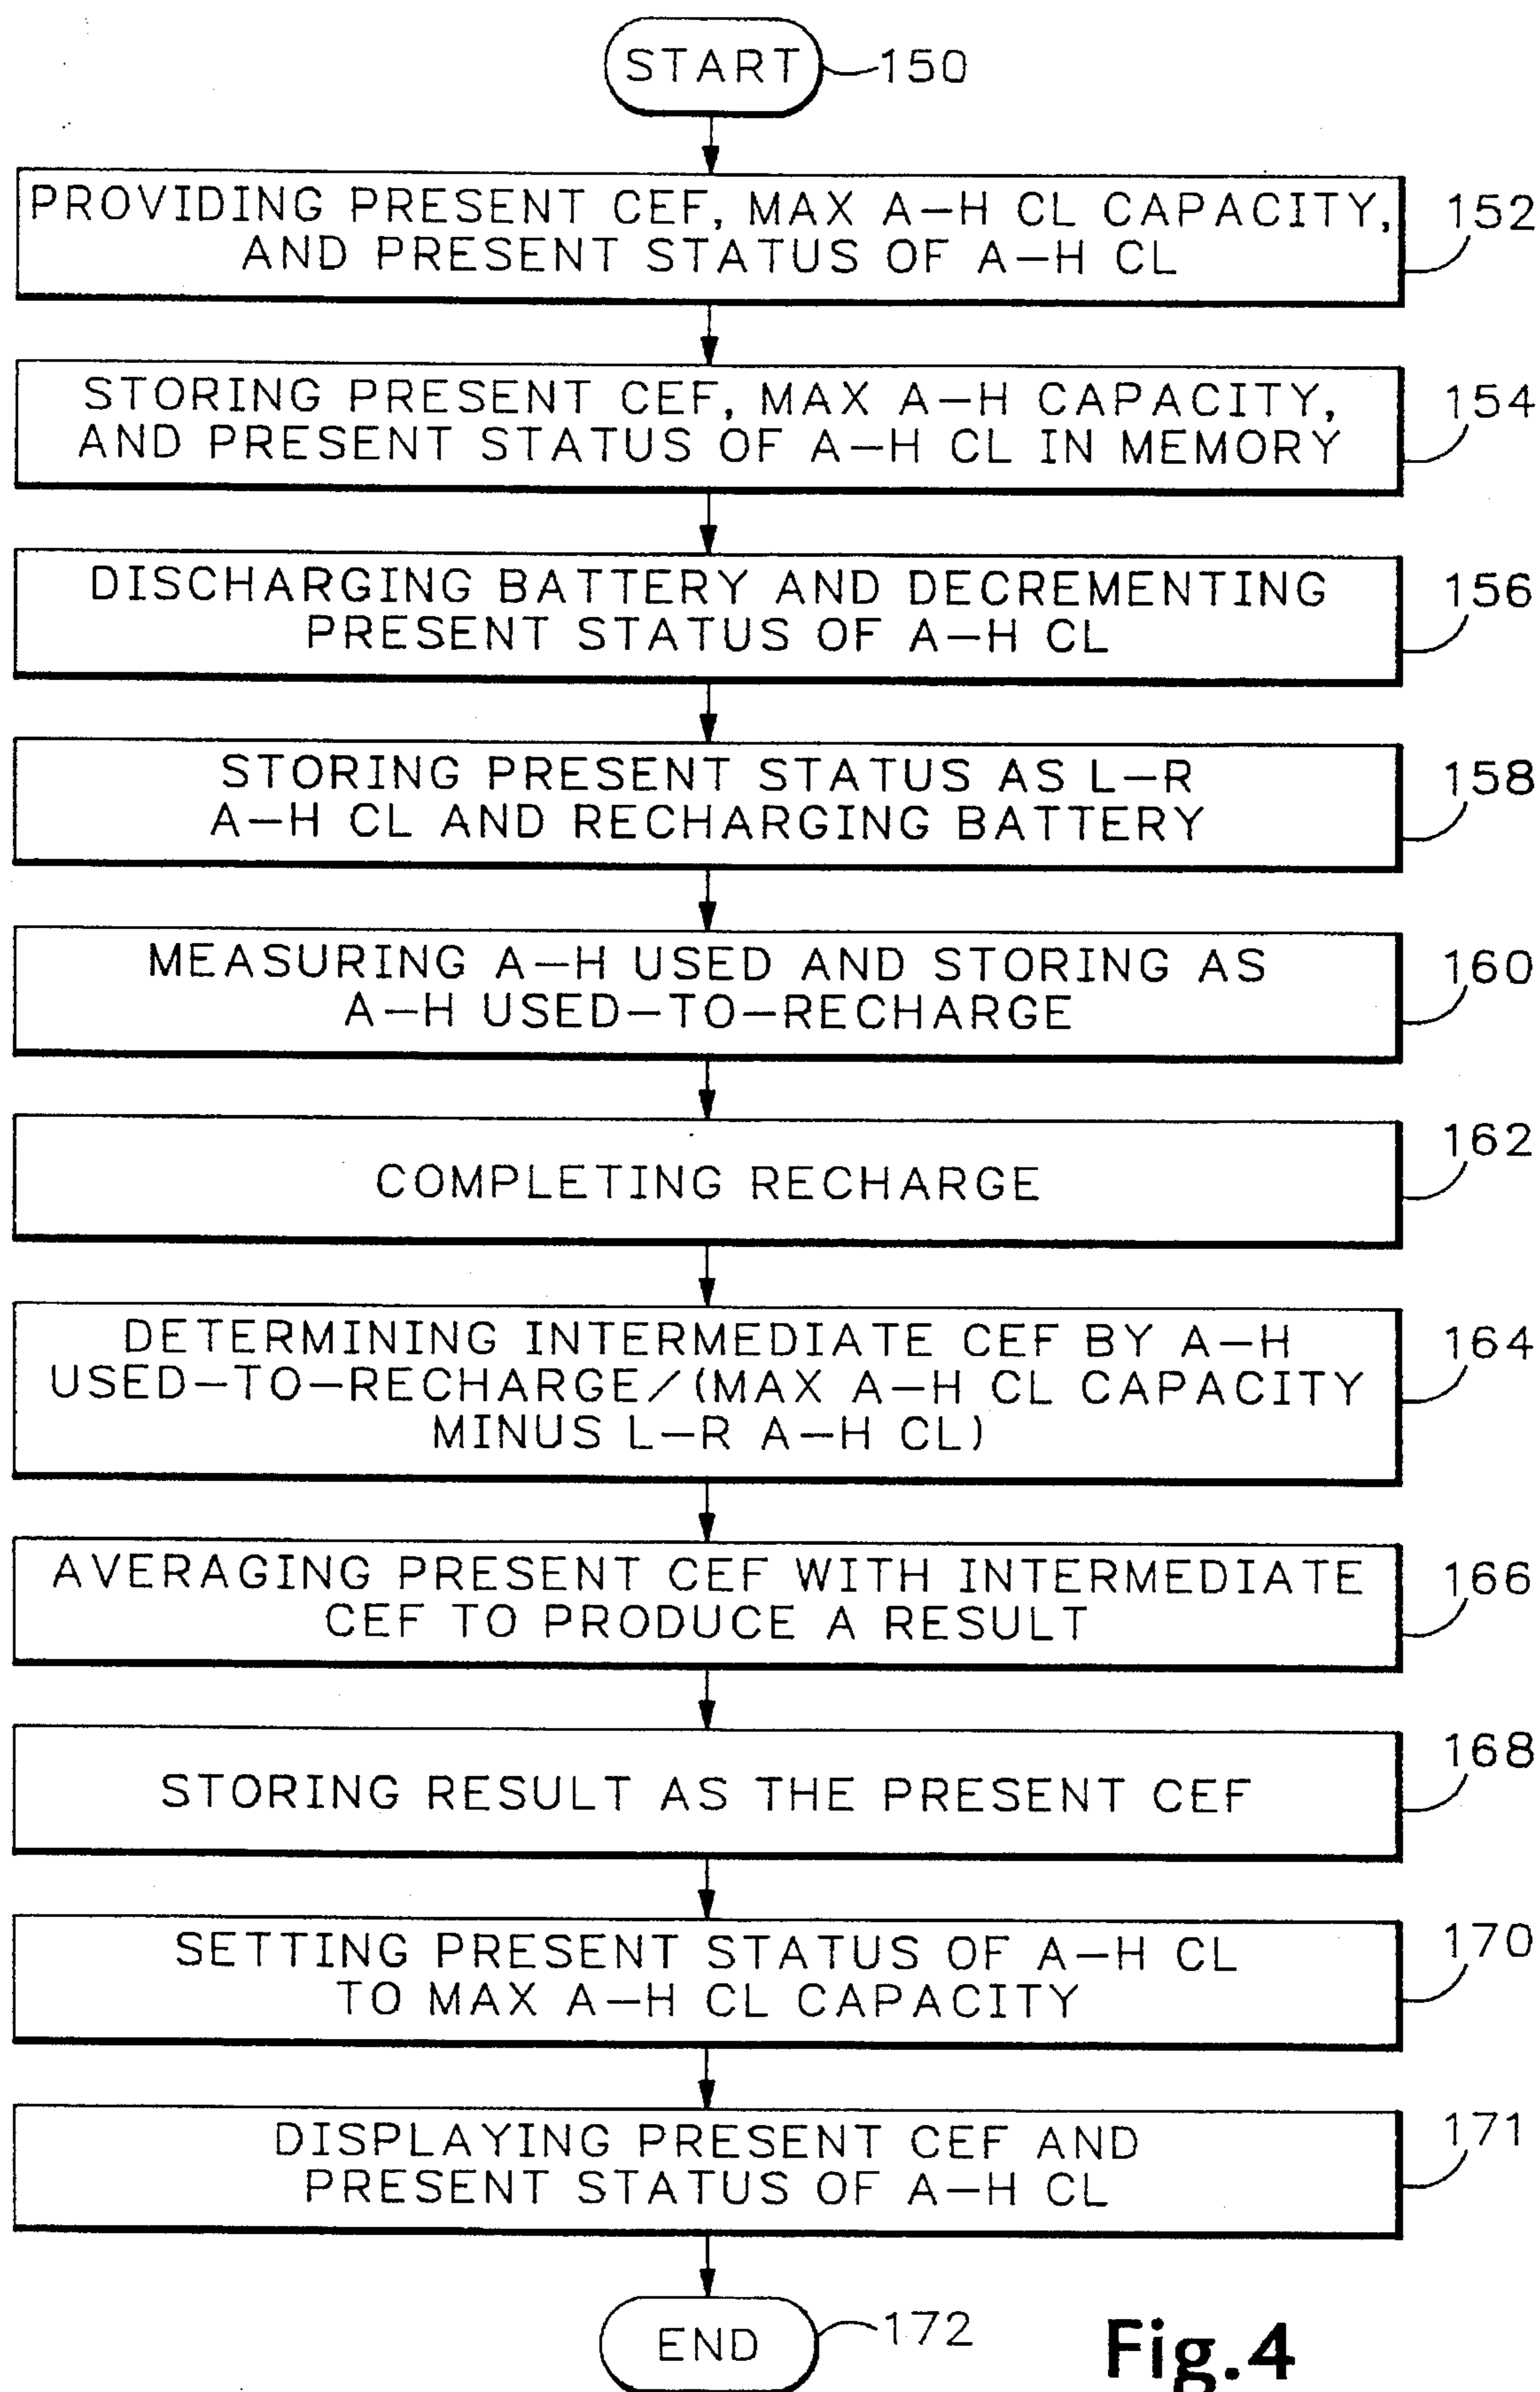 START
150
PROVIDING PRESENT CEF, MAX A-H CL CAPACITY,
AND PRESENT STATUS OF A-H CL
152
STORING PRESENT CEF, MAX A-H CAPACITY,
AND PRESENT STATUS OF A-H CL IN MEMORY
154
DISCHARGING BATTERY AND DECREMENTING
PRESENT STATUS OF A-H CL
156
STORING PRESENT STATUS AS L-R
A-H CL AND RECHARGING BATTERY
158
MEASURING A-H USED AND STORING AS
A-H USED-TO-RECHARGE
160
COMPLETING RECHARGE
162
DETERMINING INTERMEDIATE CEF BY A-H
USED-TO-RECHARGE/(MAX A-H CL CAPACITY
MINUS L-R A-H CL)
164
AVERAGING PRESENT CEF WITH INTERMEDIATE
CEF TO PRODUCE A RESULT
166
STORING RESULT AS THE PRESENT CEF
168
SETTING PRESENT STATUS OF A-H CL
TO MAX A-H CL CAPACITY
170
DISPLAYING PRESENT CEF AND
PRESENT STATUS OF A-H CL
171
END
172
Fig.4